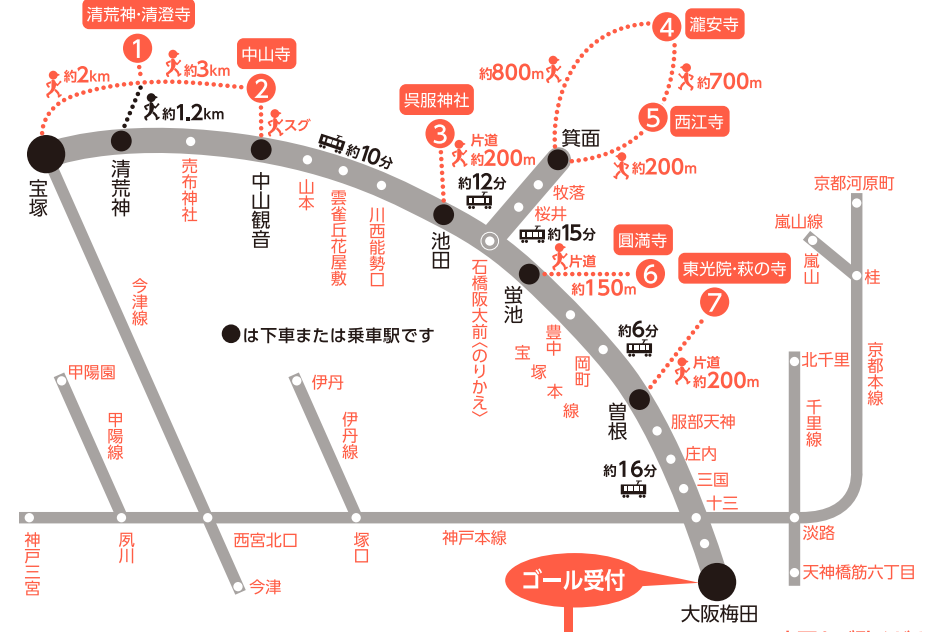 清荒神・清澄寺
1
約2km
約3km
中山寺
2
約1.2km
スグ
宝塚
清荒神
売布神社
中山観音
約10分
山本
雲雀丘花屋敷
川西能勢口
呉服神社
3
片道
約200m
池田
約12分
瀧安寺
4
約800m
約700m
5
西江寺
約200m
箕面
牧落
桜井
石橋阪大前〈のりかえ〉
約15分
圓満寺
6
片道
約150m
蛍池
豊中
岡町
宝塚本線
東光院・萩の寺
7
約6分
片道
約200m
曽根
服部天神
庄内
三国
十三
約16分
大阪梅田
ゴール受付
●は下車または乗車駅です
今津線
甲陽園
甲陽線
伊丹
伊丹線
神戸三宮
夙川
西宮北口
今津
塚口
神戸本線
京都河原町
嵐山線
嵐山
桂
京都本線
北千里
千里線
淡路
天神橋筋六丁目